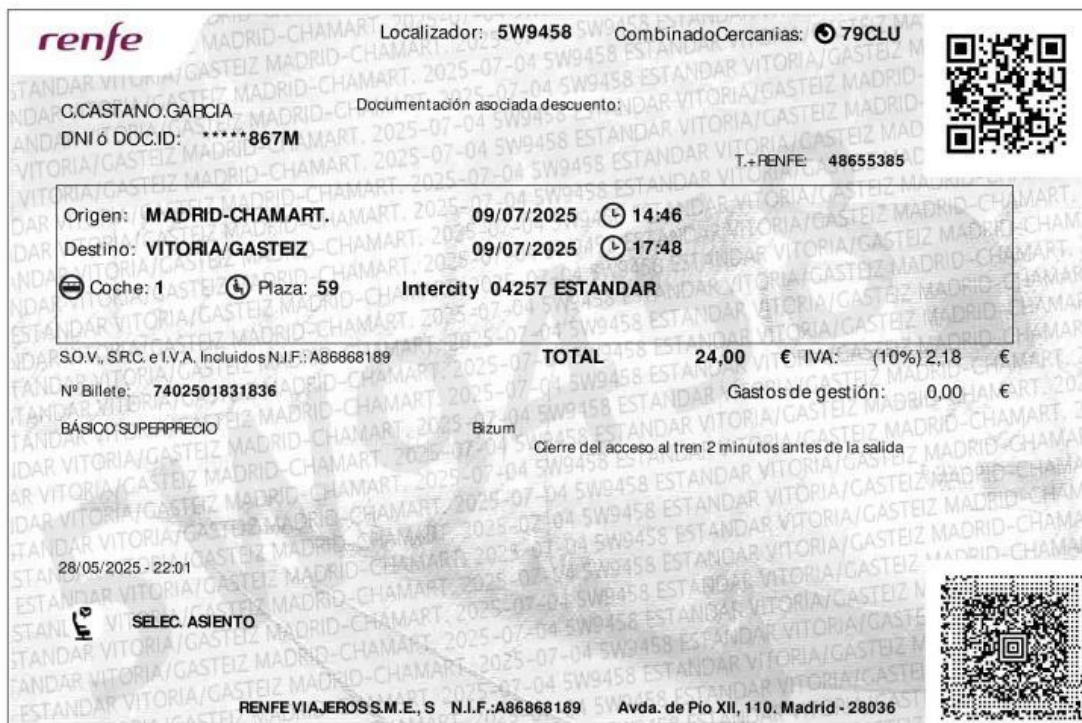 renfe
Localizador: 5W9458 CombinadoCercanias: 79CLU
C.CASTANO.GARCIA
Documentación asociada descuento:
DNI ó DOC.ID: *****867M
T.+RENFE: 48655385
Origen: MADRID-CHAMART. 09/07/2025 14:46
Destino: VITORIA/GASTEIZ 09/07/2025 17:48
Coche: 1 Plaza: 59 Intercity 04257 ESTANDAR
S.O.V., S.R.C. e I.V.A. Incluidos N.I.F.: A86868189 TOTAL 24,00 € IVA: (10%) 2,18 €
Nº Billete: 7402501831836 Gastos de gestión: 0,00 €
BÁSICO SUPERPRECIO Bizum
Cierre del acceso al tren 2 minutos antes de la salida
28/05/2025 - 22:01
SELEC. ASIENTO
RENFE VIAJEROS S.M.E., S N.I.F.:A86868189 Avda. de Pío XII, 110. Madrid - 28036